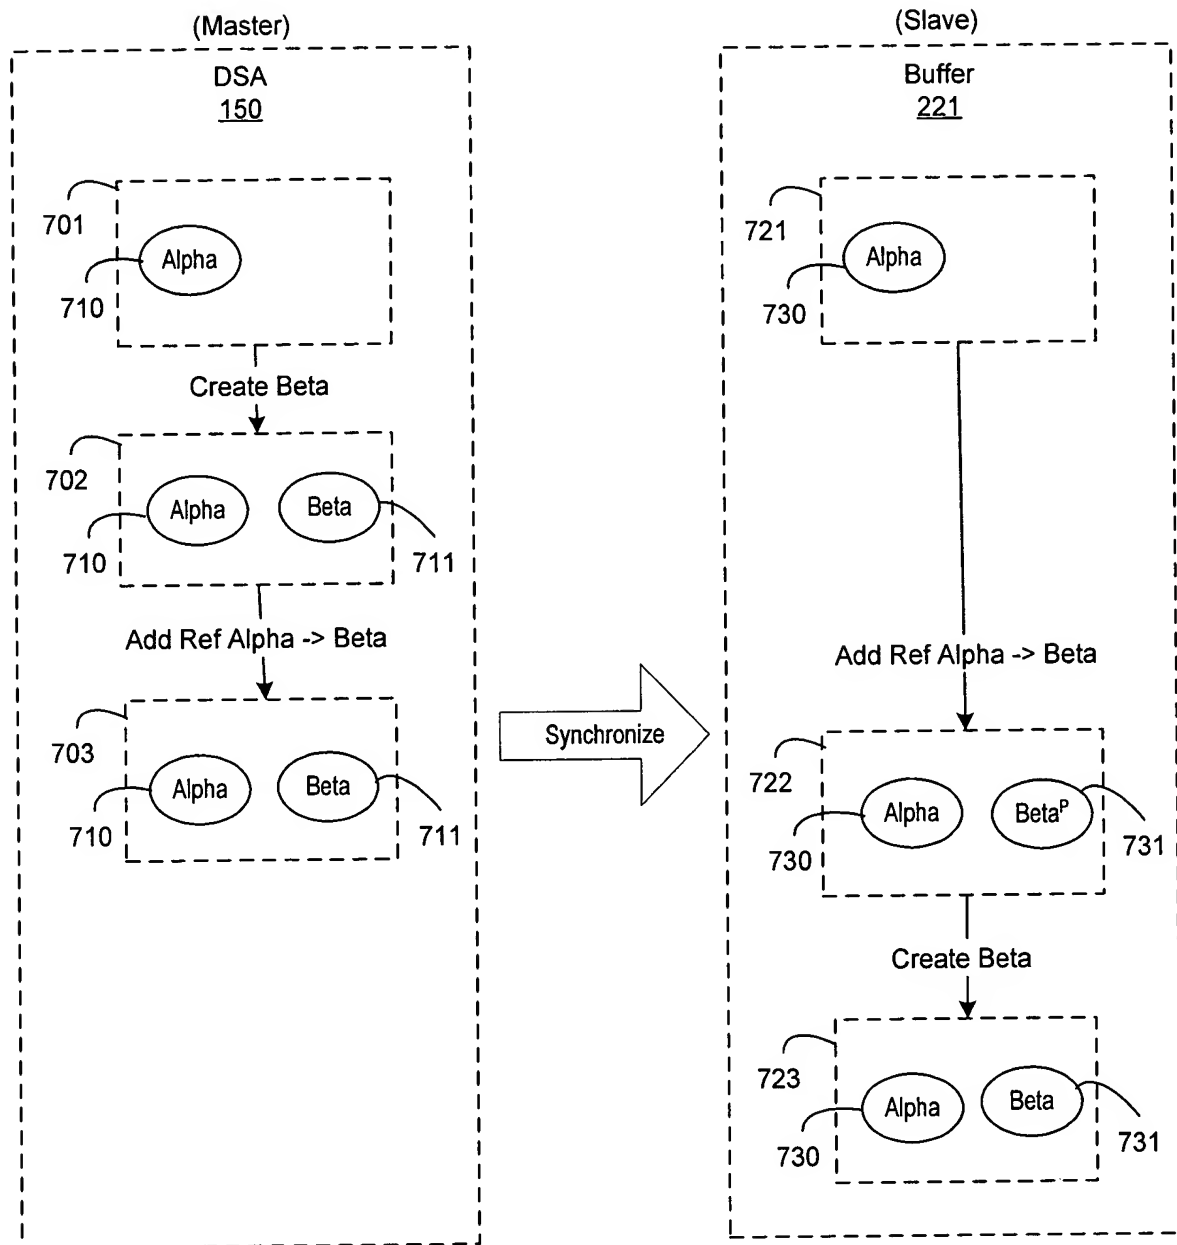 (Master)
DSA
150
701
Alpha
710
Create Beta
702
Alpha
Beta
710
711
Add Ref Alpha -> Beta
703
Alpha
Beta
710
711
Synchronize
(Slave)
Buffer
221
721
Alpha
730
Add Ref Alpha -> Beta
722
Alpha
Betaᴾ
730
731
Create Beta
723
Alpha
Beta
730
731